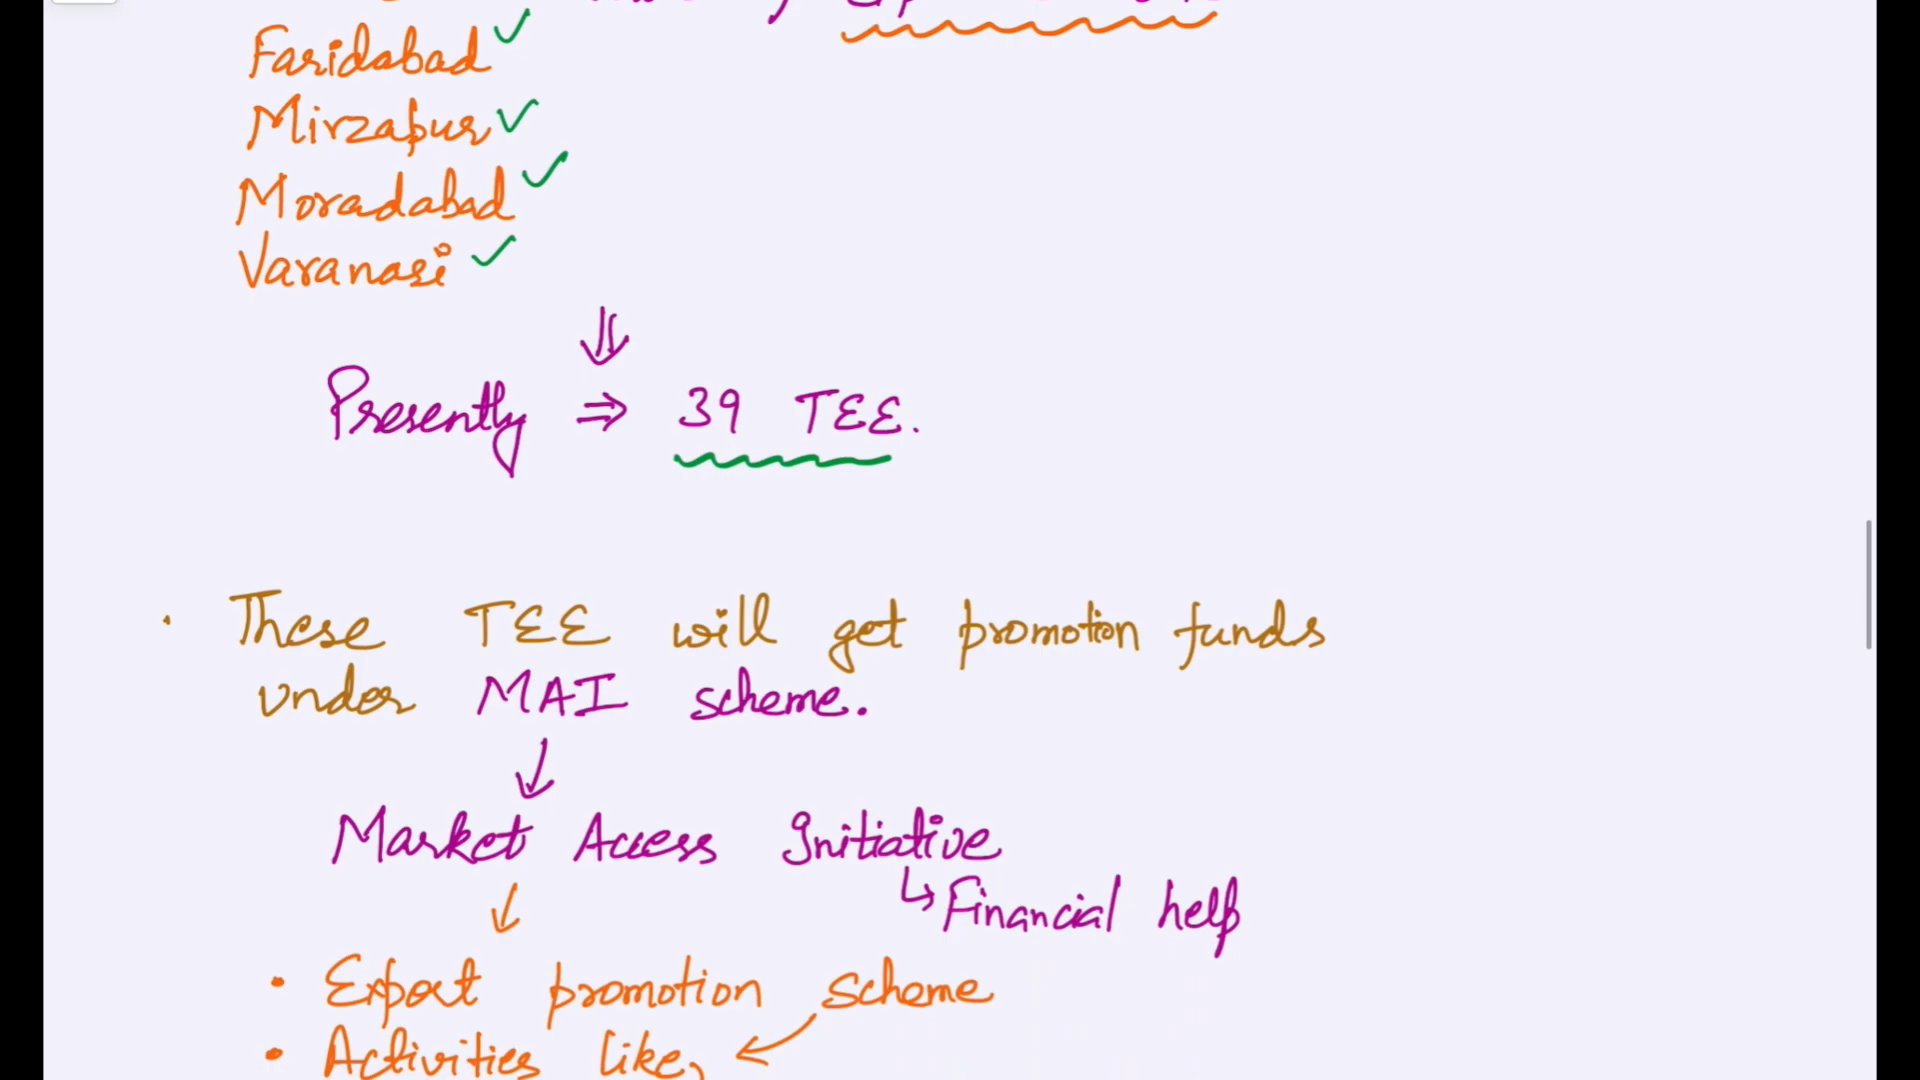 Faridabad
Mirzapur
Moradabad
Varanasi
Presently ⇒ 39 TEE.
· These TEE will get promotion funds
under MAI scheme.
Market Access Initiative
↳ Financial help
• Export promotion scheme
• Activities like,